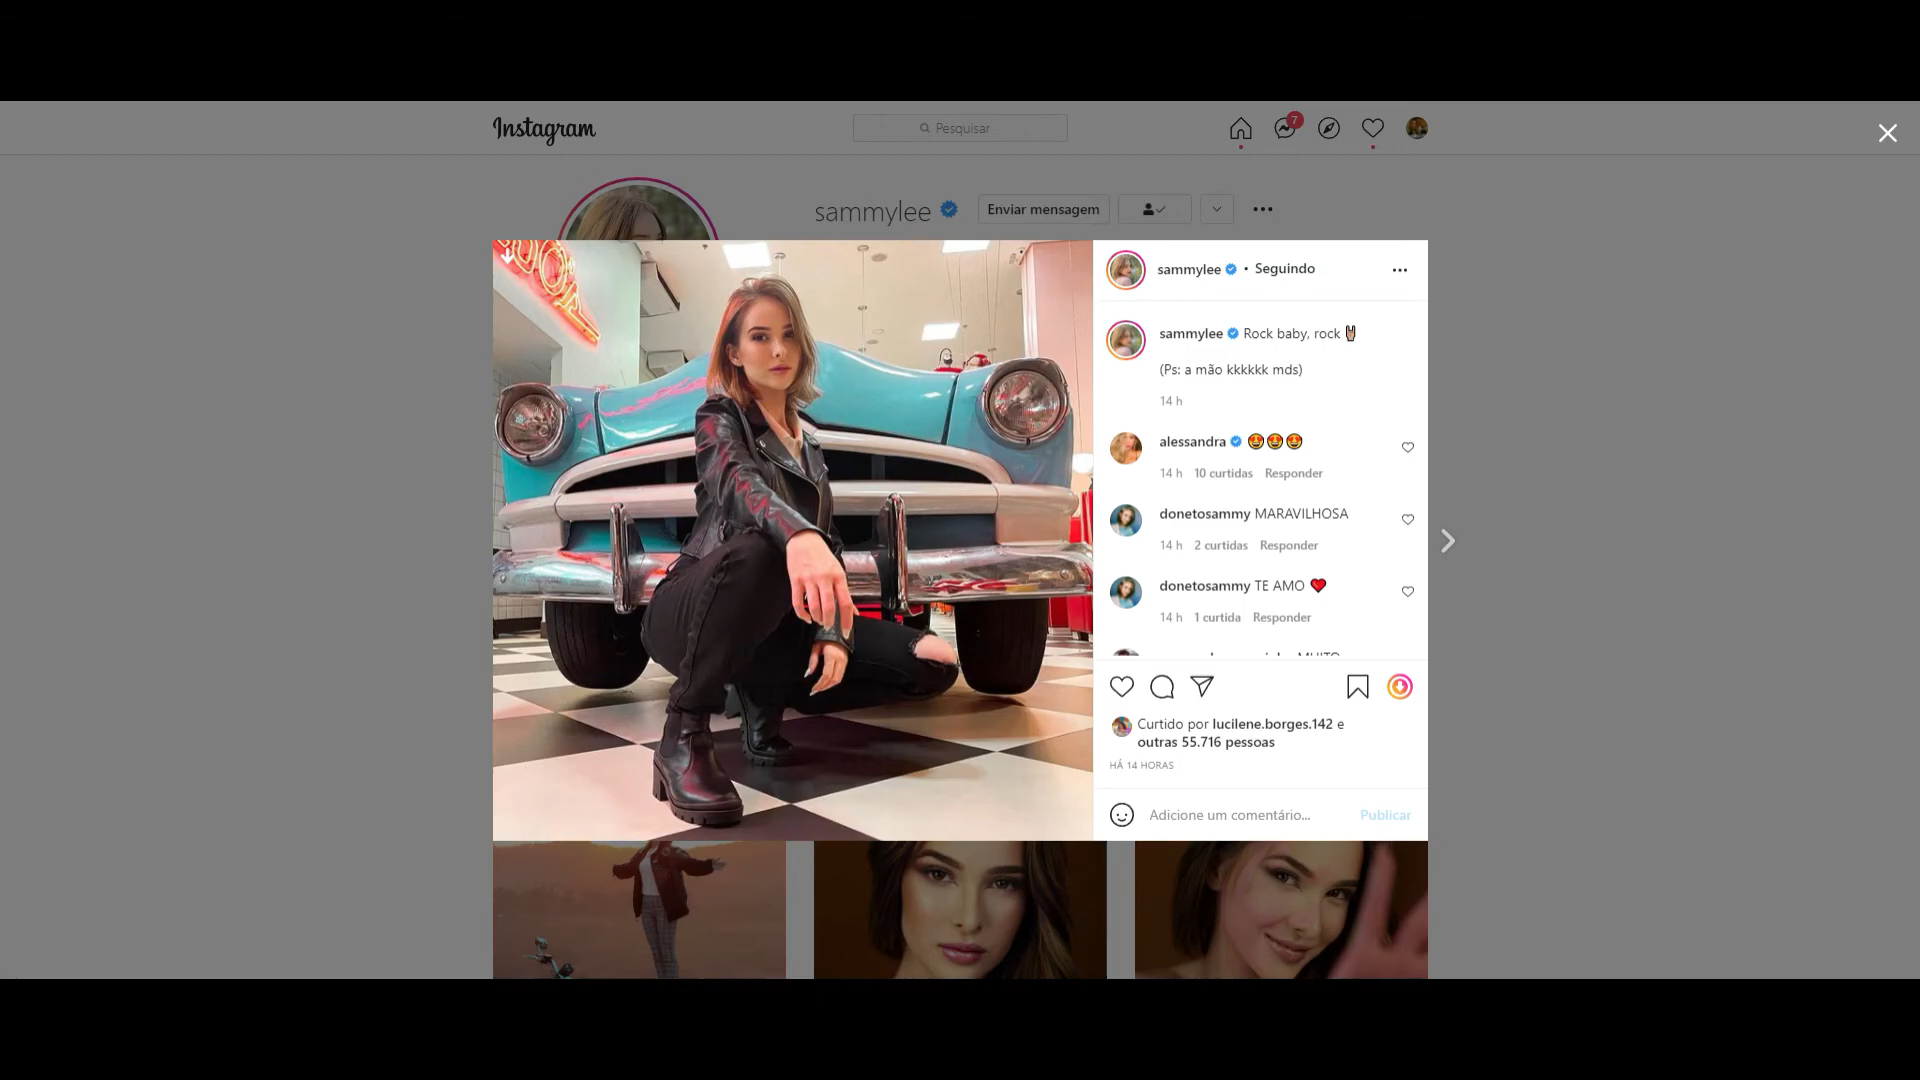 Instagram
Pesquisar
7
sammylee
Enviar mensagem
sammylee • Seguindo
sammylee Rock baby, rock 🤘🏼
(Ps: a mão kkkkkk mds)
14 h
alessandra 😍😍😍
14 h 10 curtidas Responder
donetosammy MARAVILHOSA
14 h 2 curtidas Responder
donetosammy TE AMO ❤️
14 h 1 curtida Responder
Curtido por lucilene.borges.142 e
outras 55.716 pessoas
HÁ 14 HORAS
Adicione um comentário... Publicar